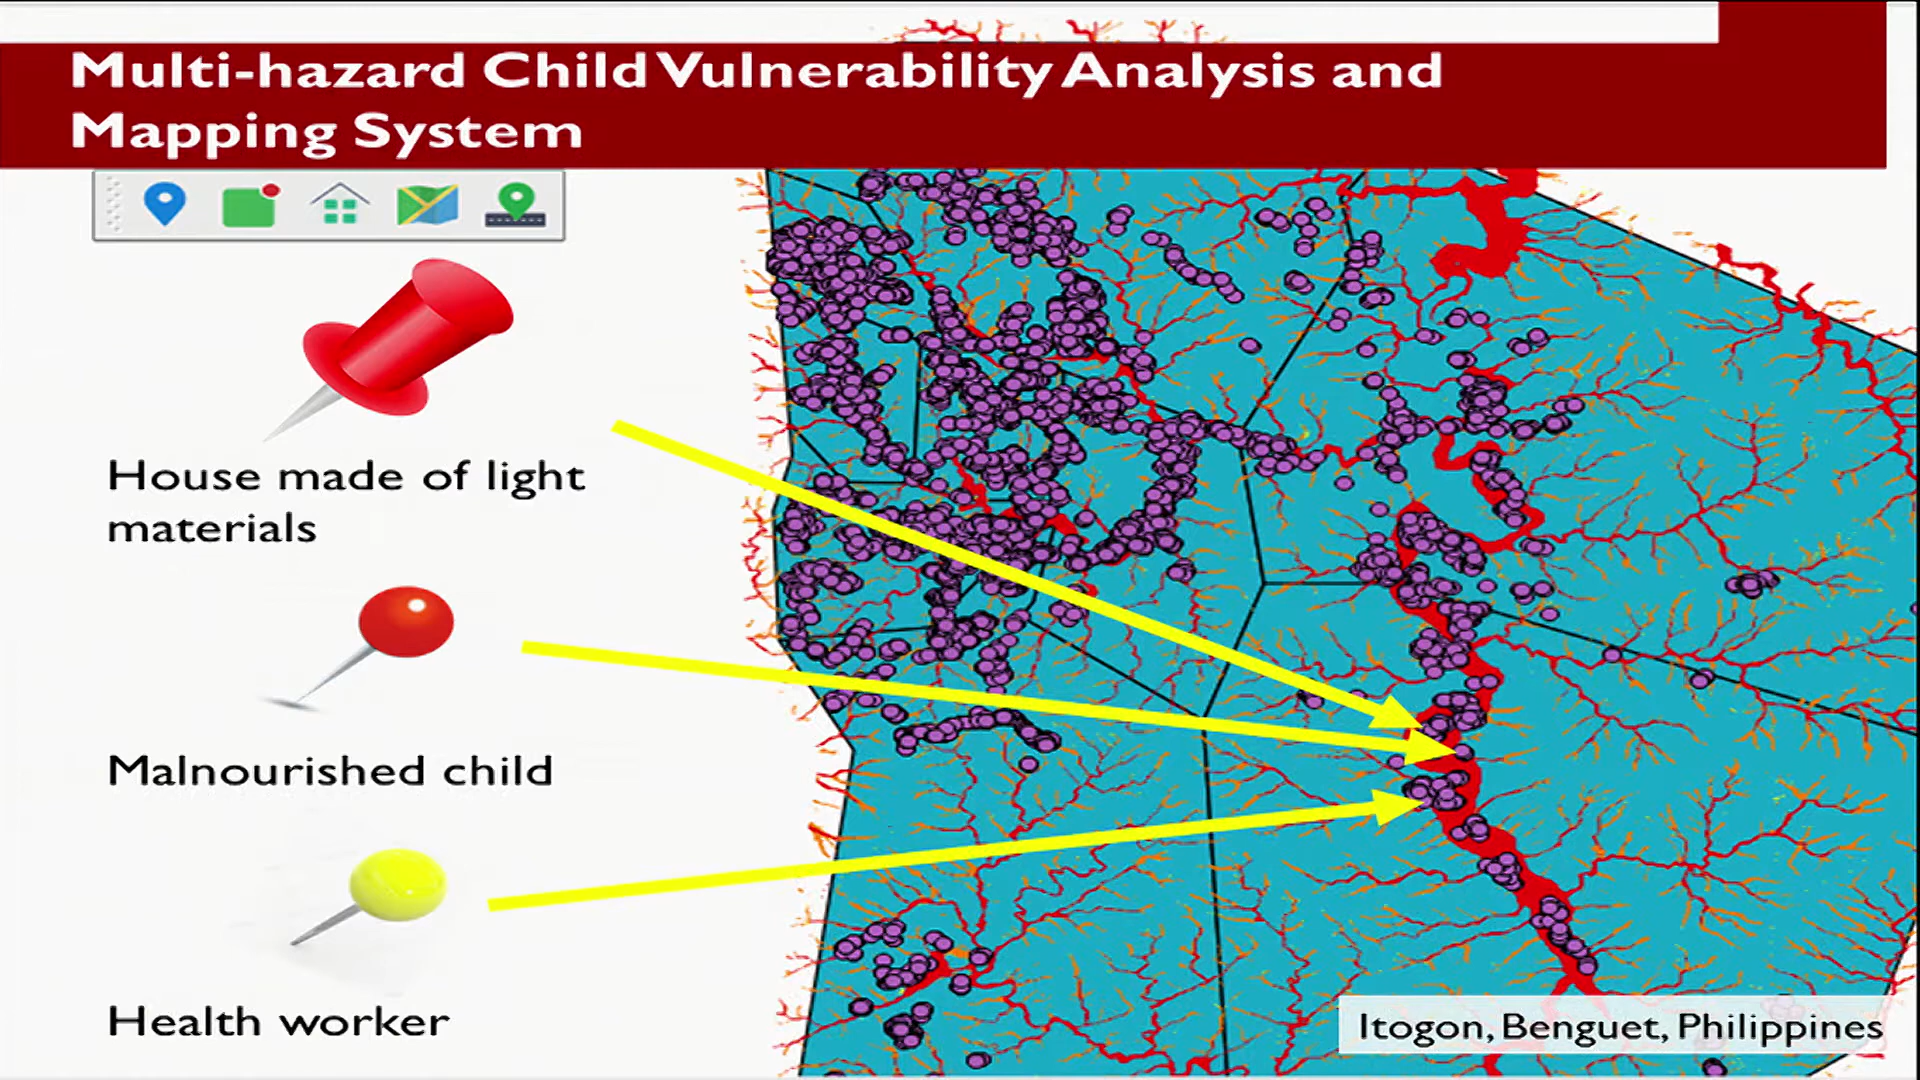 Multi-hazard Child Vulnerability Analysis and
Mapping System
House made of light
materials
Malnourished child
Health worker
Itogon, Benguet, Philippines